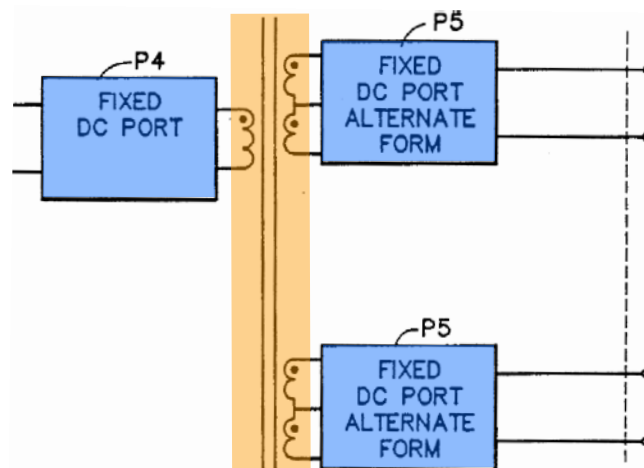 P4
FIXED
DC PORT
P5
FIXED
DC PORT
ALTERNATE
FORM
P5
FIXED
DC PORT
ALTERNATE
FORM